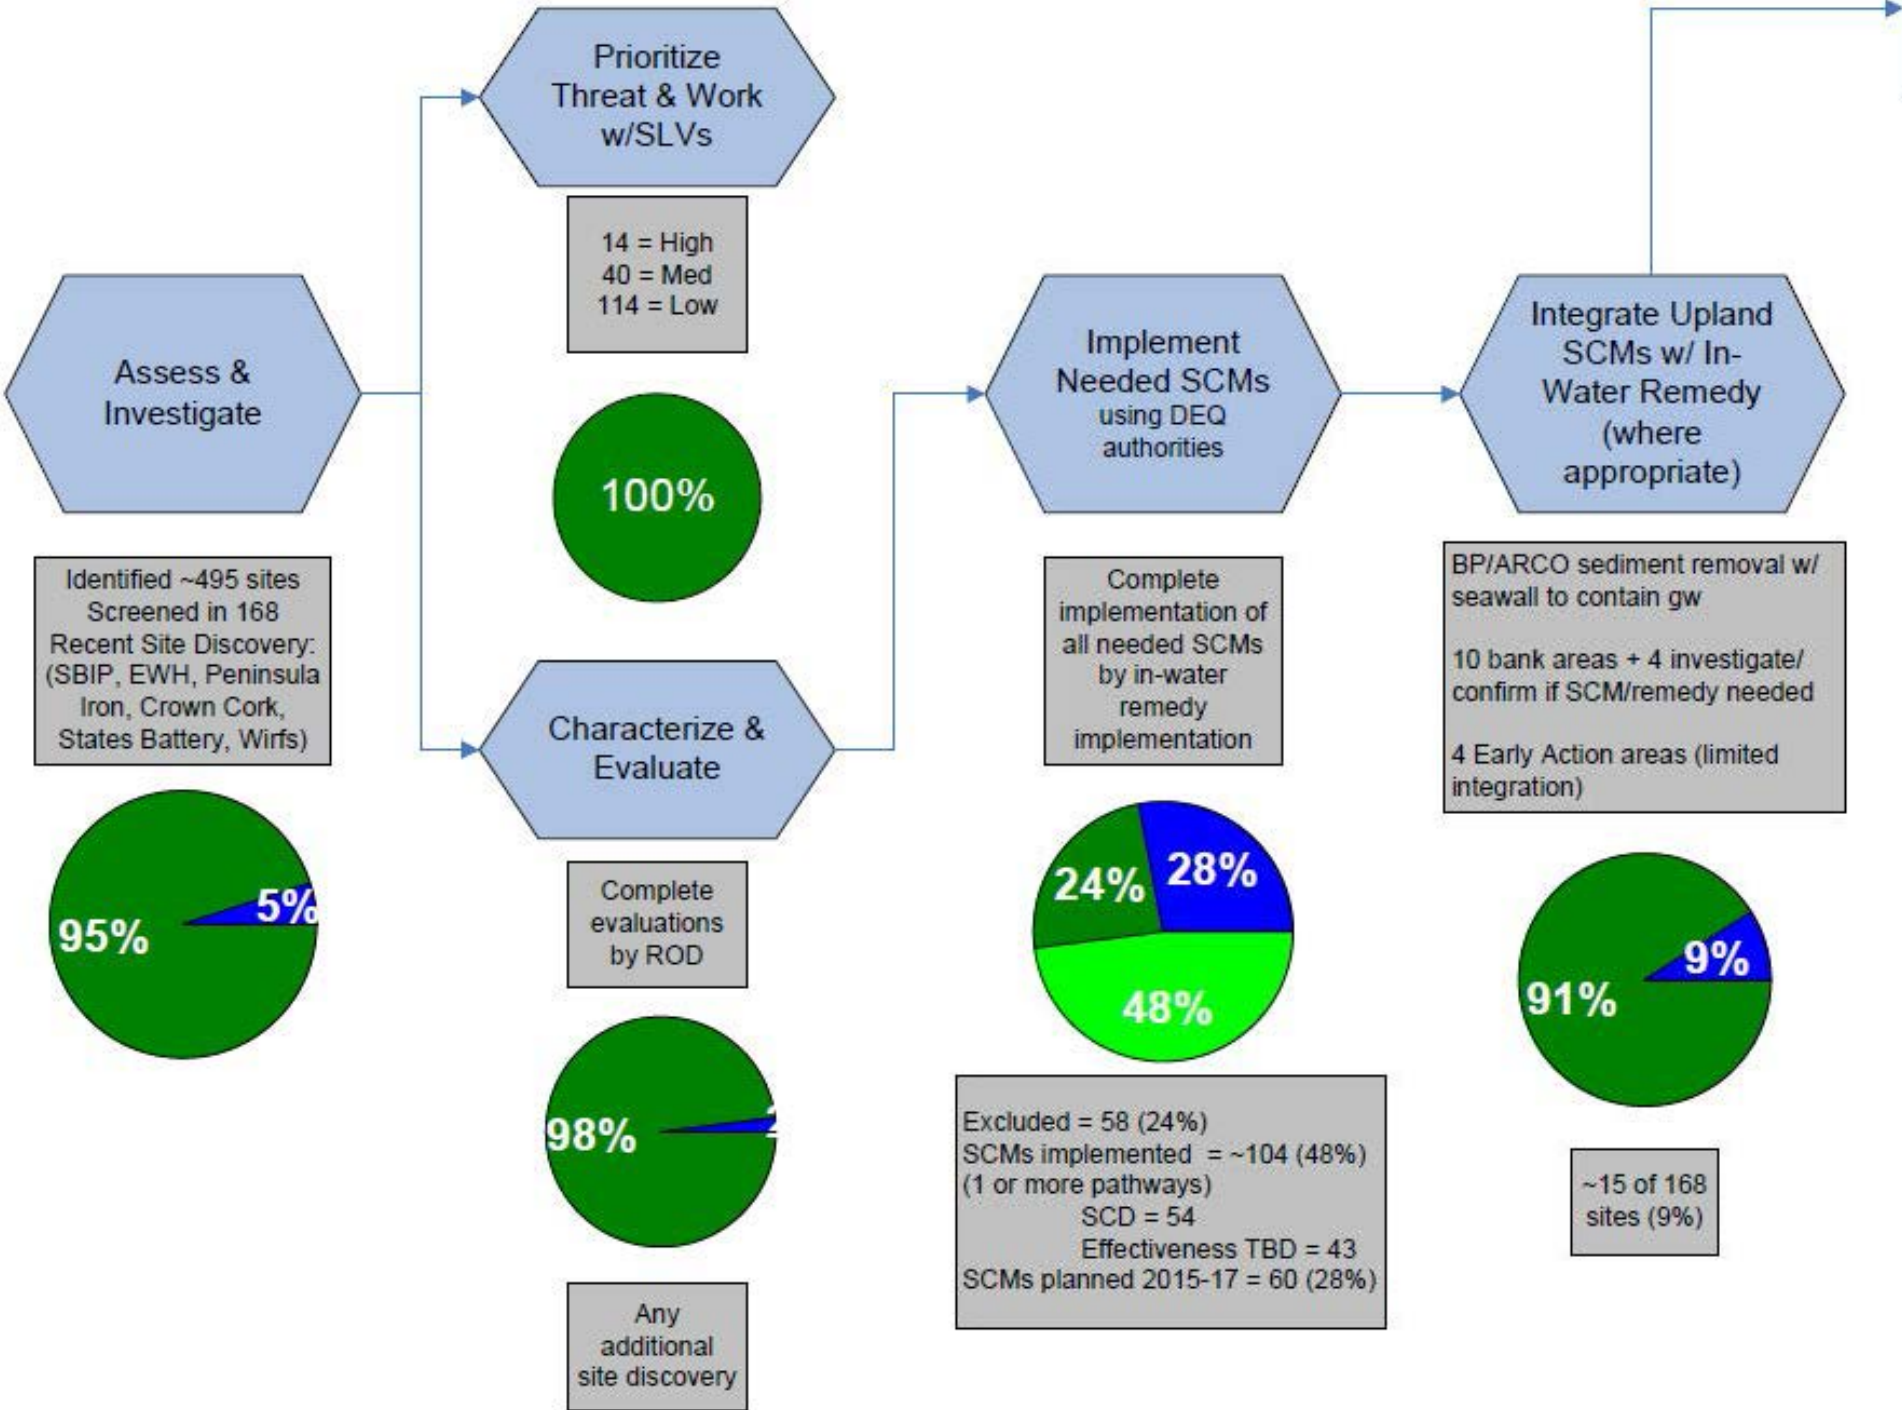 Prioritize
Threat & Work
w/SLVs
14 = High
40 = Med
114 = Low
100%
Assess &
Investigate
Identified ~495 sites
Screened in 168
Recent Site Discovery:
(SBIP, EWH, Peninsula
Iron, Crown Cork,
States Battery, Wirfs)
95%
5%
Characterize &
Evaluate
Complete
evaluations
by ROD
98%
Any
additional
site discovery
Implement
Needed SCMs
using DEQ
authorities
Complete
implementation of
all needed SCMs
by in-water
remedy
implementation
24%
28%
48%
Excluded = 58 (24%)
SCMs implemented = ~104 (48%)
(1 or more pathways)
SCD = 54
Effectiveness TBD = 43
SCMs planned 2015-17 = 60 (28%)
Integrate Upland
SCMs w/ In-
Water Remedy
(where
appropriate)
BP/ARCO sediment removal w/
seawall to contain gw
10 bank areas + 4 investigate/
confirm if SCM/remedy needed
4 Early Action areas (limited
integration)
91%
9%
~15 of 168
sites (9%)